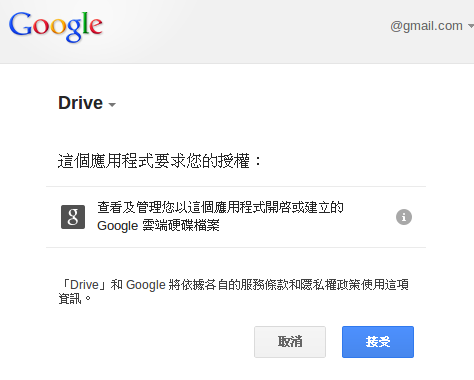 Google
@gmail.com
Drive
這個應用程式要求您的授權：
查看及管理您以這個應用程式開啓或建立的
Google 雲端硬碟檔案
「Drive」和 Google 將依據各自的服務條款和隱私權政策使用這項
資訊。
取消
接受